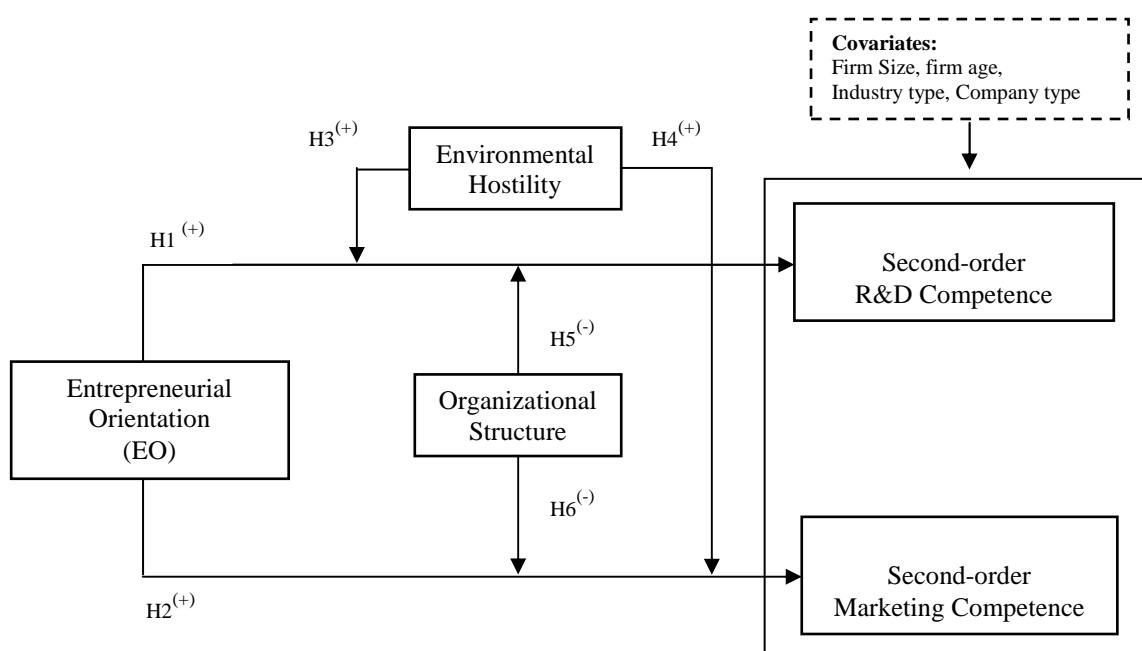 Covariates:
Firm Size, firm age,
Industry type, Company type
H3(+)
Environmental
Hostility
H4(+)
H1 (+)
Second-order
R&D Competence
H5(-)
Entrepreneurial
Orientation
(EO)
Organizational
Structure
H6(-)
Second-order
Marketing Competence
H2(+)